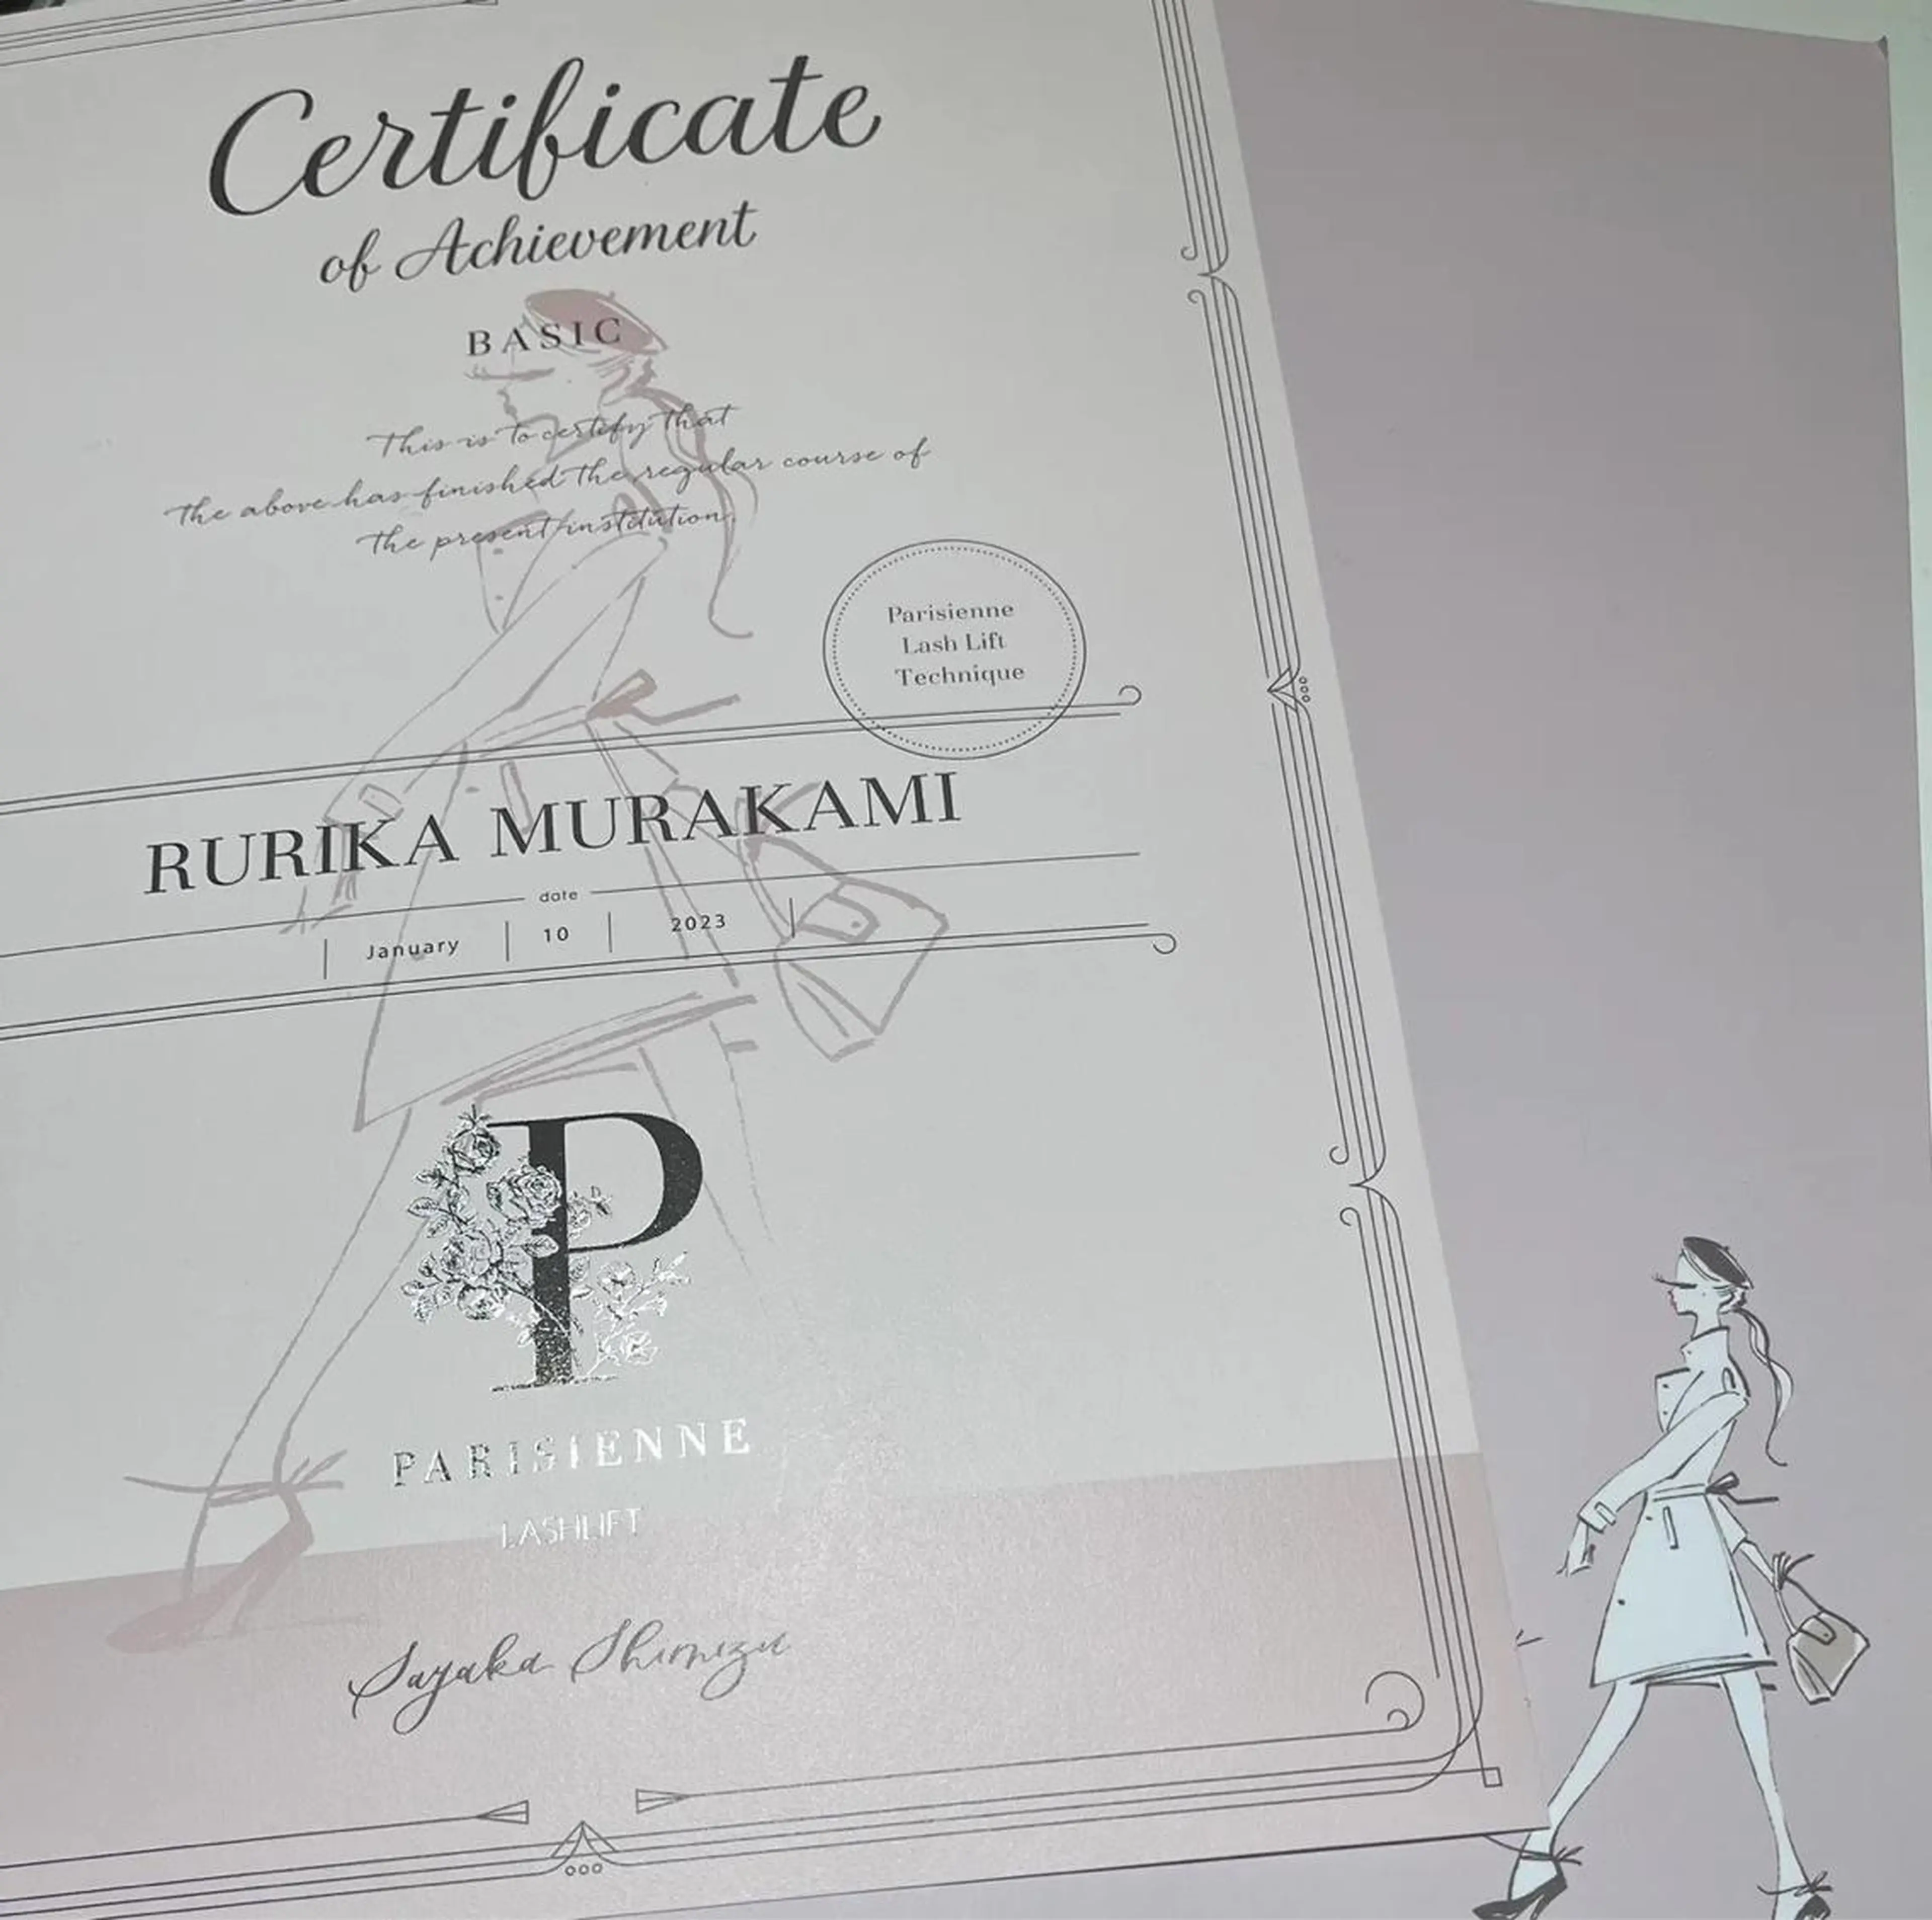 Certificate
of Achievement
BASIC
This is to certify that
the above has finished the regular course of
the present institution.
Parisienne
Lash Lift
Technique
RURIKA MURAKAMI
date
January 10 2023
P
PARISIENNE
LASHLIFT
Sayaka Shimizu